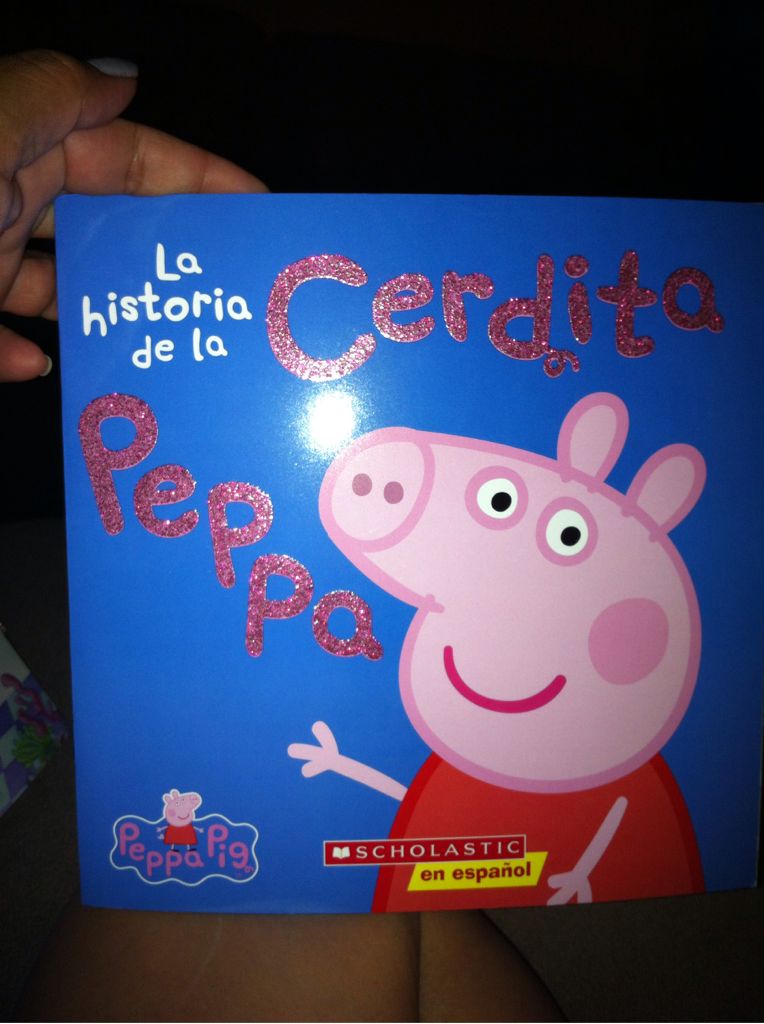 La
historia
de la
Cerdita
Peppa
Peppa Pig
SCHOLASTIC
en español